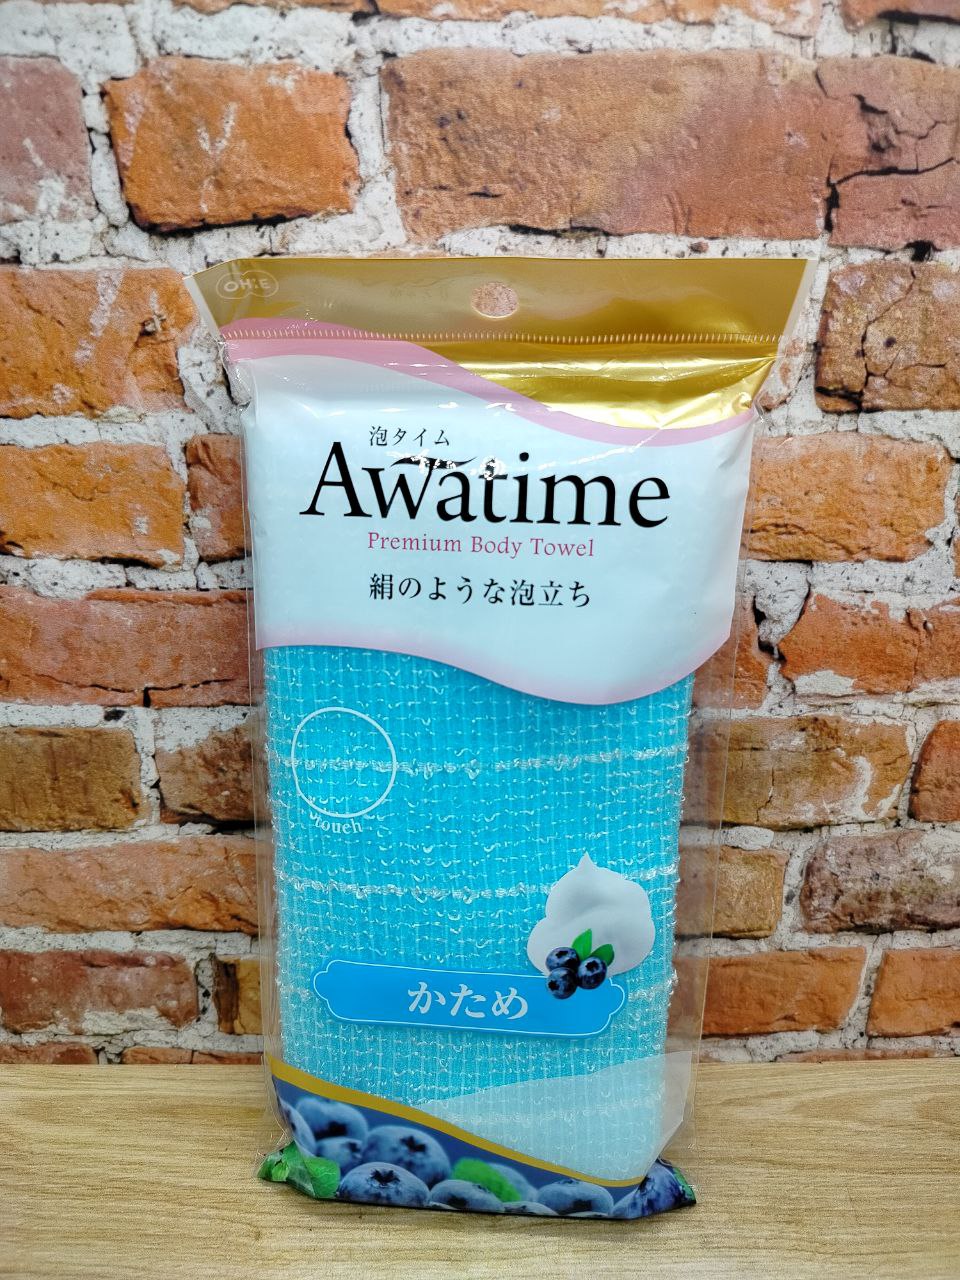 OH:E
泡タイム
Awatime
Premium Body Towel
絹のような泡立ち
touch
かため